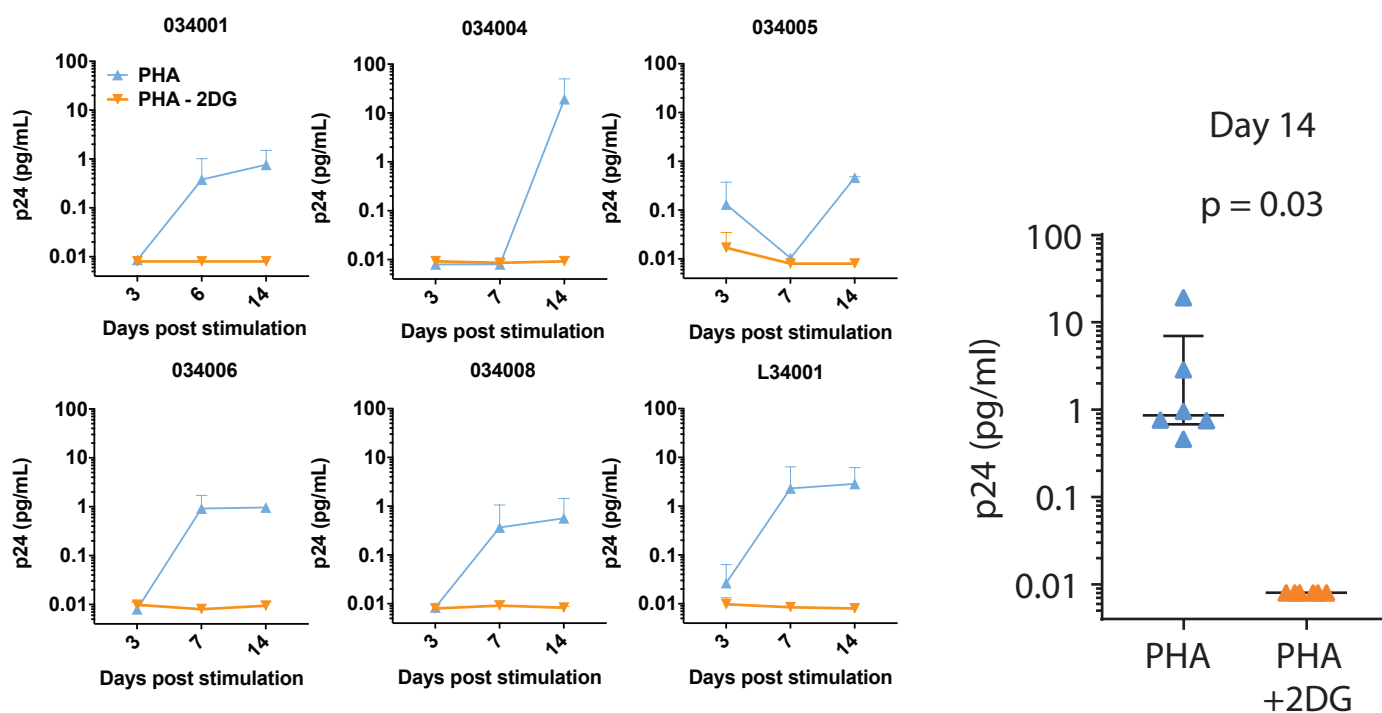 034001
100
10
1
0.1
0.01
p24 (pg/mL)
PHA
PHA - 2DG
3
6
14
Days post stimulation
034004
100
10
1
0.1
0.01
p24 (pg/mL)
3
7
14
Days post stimulation
034005
100
10
1
0.1
0.01
p24 (pg/mL)
3
7
14
Days post stimulation
034006
100
10
1
0.1
0.01
p24 (pg/mL)
3
7
14
Days post stimulation
034008
100
10
1
0.1
0.01
p24 (pg/mL)
3
7
14
Days post stimulation
L34001
100
10
1
0.1
0.01
p24 (pg/mL)
3
7
14
Days post stimulation
Day 14
p = 0.03
100
10
1
0.1
0.01
p24 (pg/ml)
PHA
PHA
+2DG